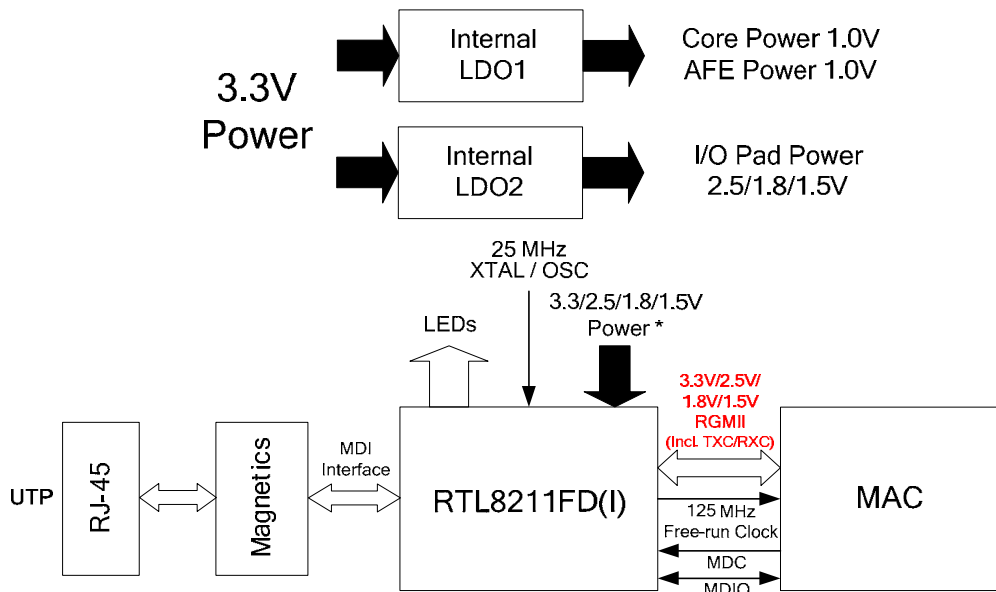 3.3V
Power
Internal
LDO1
Core Power 1.0V
AFE Power 1.0V
Internal
LDO2
I/O Pad Power
2.5/1.8/1.5V
25 MHz
XTAL / OSC
3.3/2.5/1.8/1.5V
Power *
LEDs
3.3V/2.5V/
1.8V/1.5V
RGMII
(Incl. TXC/RXC)
UTP
RJ-45
Magnetics
MDI
Interface
RTL8211FD(I)
125 MHz
Free-run Clock
MDC
MDIO
MAC